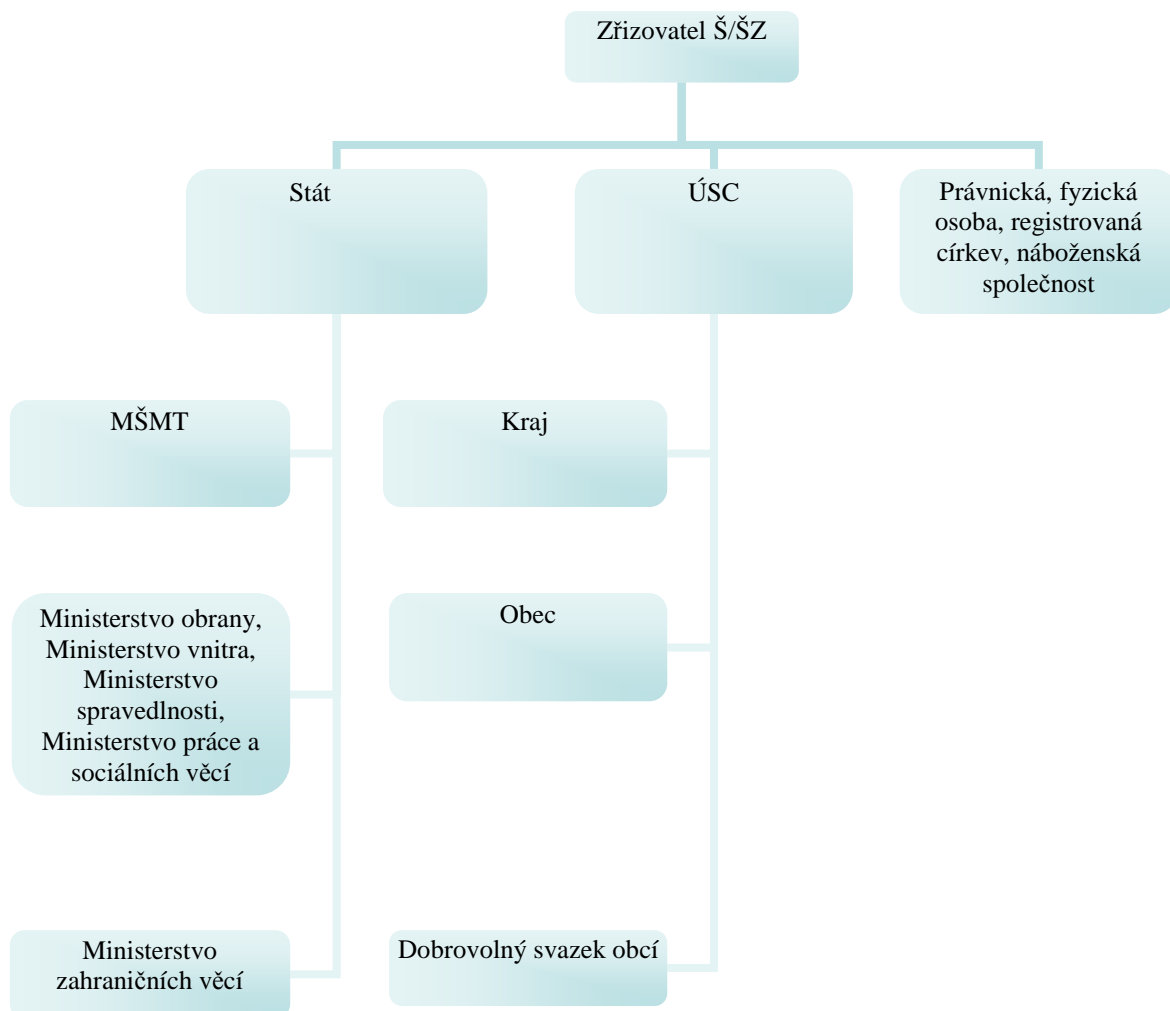 Zřizovatel Š/ŠZ
Stát
ÚSC
Právnická, fyzická
osoba, registrovaná
církev, náboženská
společnost
MŠMT
Kraj
Ministerstvo obrany,
Ministerstvo vnitra,
Ministerstvo
spravedlnosti,
Ministerstvo práce a
sociálních věcí
Obec
Ministerstvo
zahraničních věcí
Dobrovolný svazek obcí